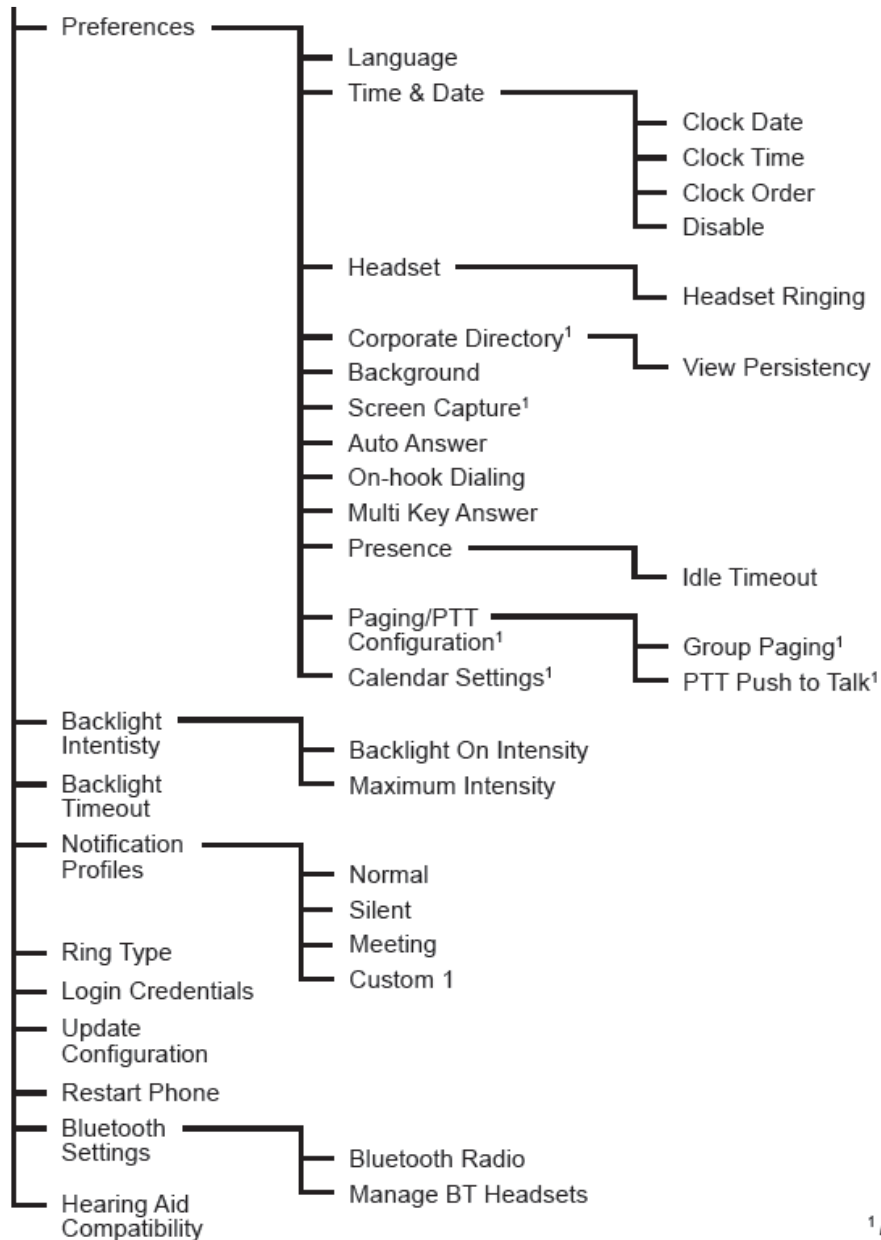 Preferences
Language
Time & Date
Clock Date
Clock Time
Clock Order
Disable
Headset
Headset Ringing
Corporate Directory¹
View Persistency
Background
Screen Capture¹
Auto Answer
On-hook Dialing
Multi Key Answer
Presence
Idle Timeout
Paging/PTT
Configuration¹
Group Paging¹
PTT Push to Talk¹
Calendar Settings¹
Backlight
Intentisty
Backlight On Intensity
Maximum Intensity
Backlight
Timeout
Notification
Profiles
Normal
Silent
Meeting
Custom 1
Ring Type
Login Credentials
Update
Configuration
Restart Phone
Bluetooth
Settings
Bluetooth Radio
Manage BT Headsets
Hearing Aid
Compatibility
¹